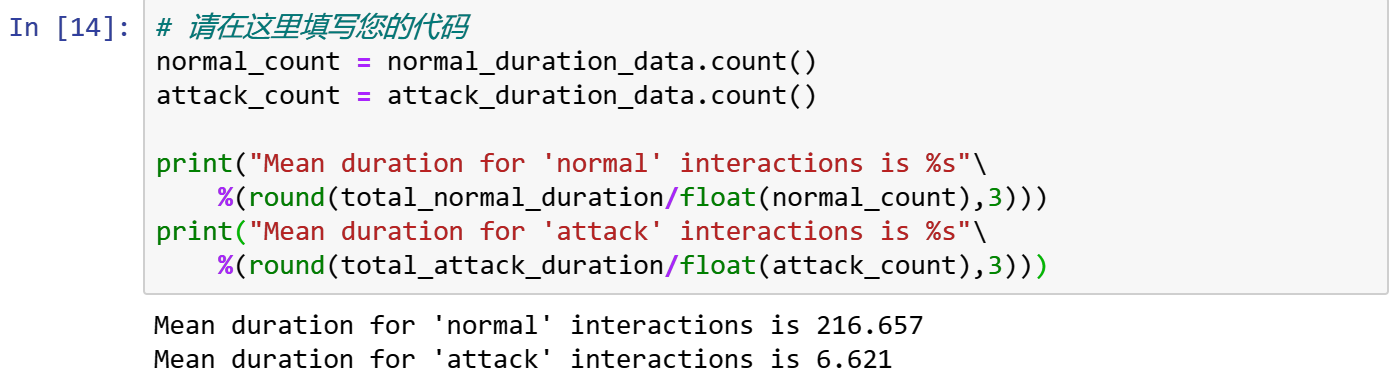 In [14]: # 请在这里填写您的代码
normal_count = normal_duration_data.count()
attack_count = attack_duration_data.count()
print("Mean duration for 'normal' interactions is %s"\
    %(round(total_normal_duration/float(normal_count),3)))
print("Mean duration for 'attack' interactions is %s"\
    %(round(total_attack_duration/float(attack_count),3)))
Mean duration for 'normal' interactions is 216.657
Mean duration for 'attack' interactions is 6.621